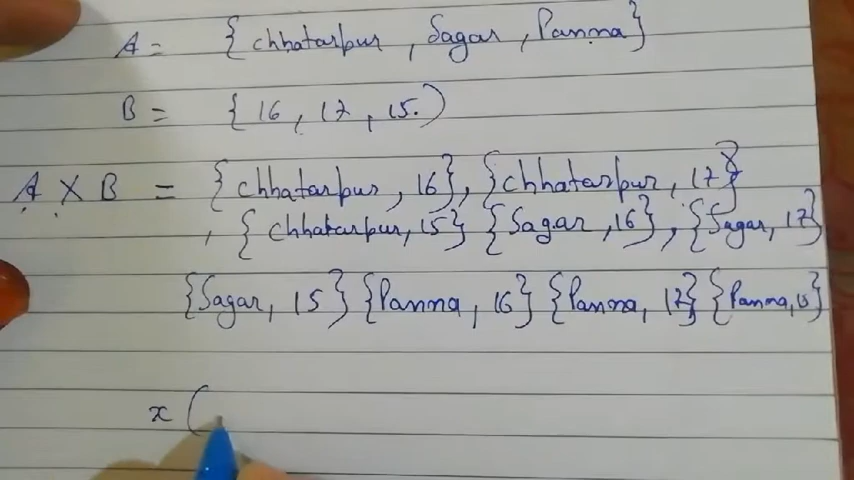 A = {chhatarpur, Sagar, Panna}
B = {16, 17, 15.)
A X B = {chhatarpur, 16}, {chhatarpur, 17}
, {chhatarpur, 15} {Sagar, 16}, {Sagar, 17}
{Sagar, 15} {Panna, 16} {Panna, 17} {Panna, 15}
x (